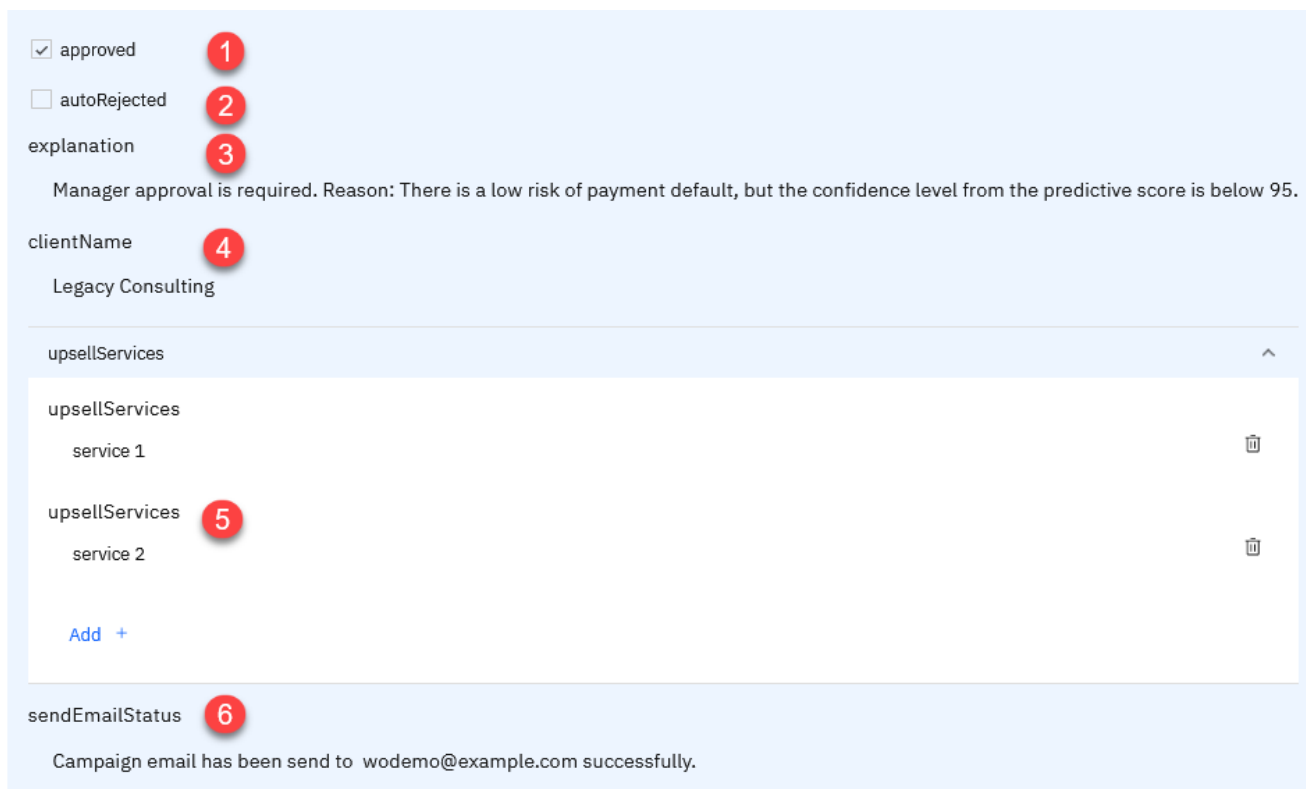 approved 1
autoRejected 2
explanation 3
Manager approval is required. Reason: There is a low risk of payment default, but the confidence level from the predictive score is below 95.
clientName 4
Legacy Consulting
upsellServices
upsellServices
service 1
upsellServices 5
service 2
Add +
sendEmailStatus 6
Campaign email has been send to wodemo@example.com successfully.